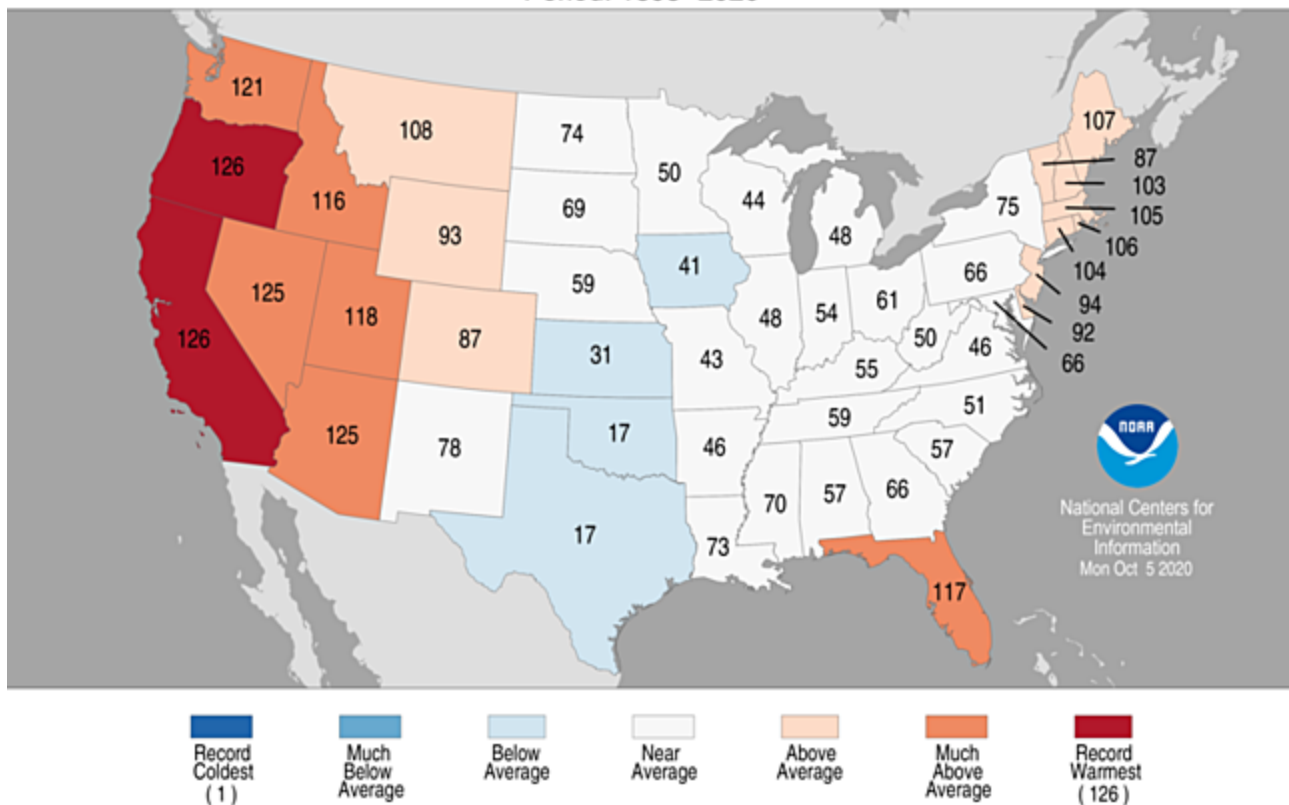 121
108
74
50
107
87
126
116
69
44
103
93
48
75
105
106
41
66
104
125
59
61
94
118
87
48
54
92
126
31
43
50
46
66
55
125
78
17
59
51
46
57
17
70
57
66
73
117
NOAA
National Centers for
Environmental
Information
Mon Oct 5 2020
Record
Coldest
( 1 )
Much
Below
Average
Below
Average
Near
Average
Above
Average
Much
Above
Average
Record
Warmest
( 126 )